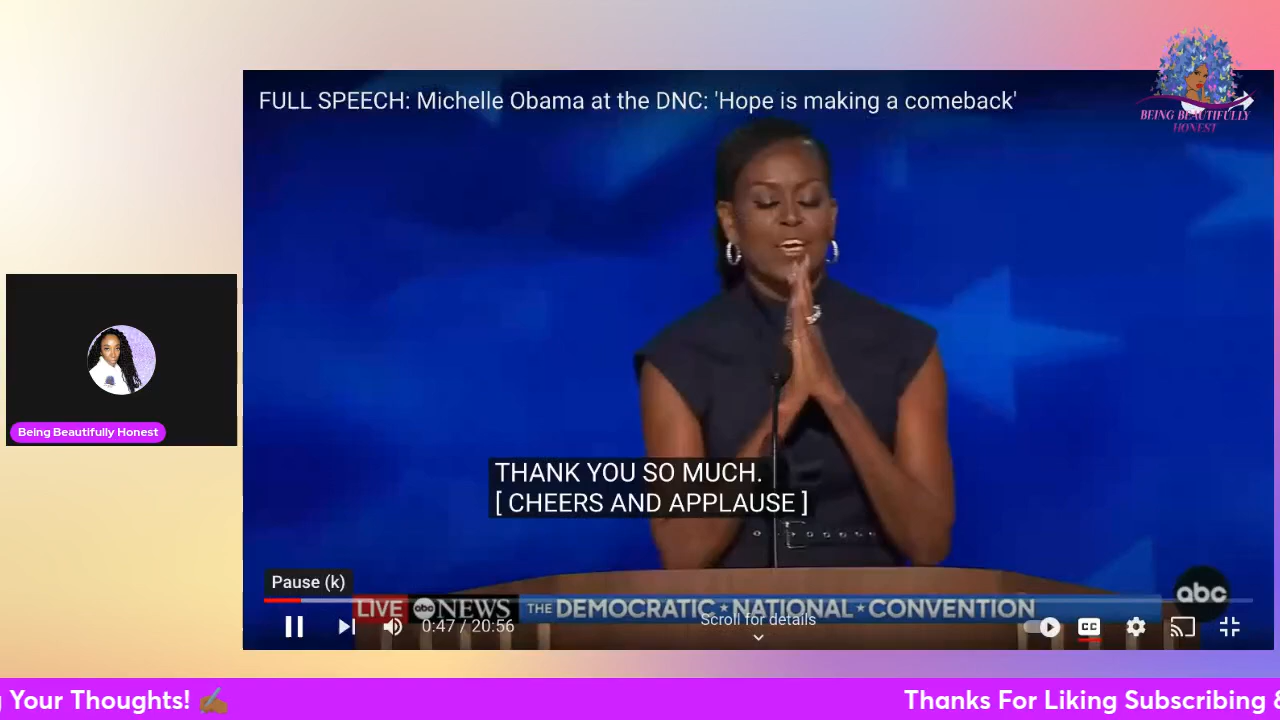 FULL SPEECH: Michelle Obama at the DNC: 'Hope is making a comeback'
BEING BEAUTIFULLY
HONEST
Being Beautifully Honest
THANK YOU SO MUCH.
[ CHEERS AND APPLAUSE ]
Pause (k)
abc
LIVE abc NEWS THE DEMOCRATIC ★ NATIONAL ★ CONVENTION
0:47 / 20:56
Scroll for details
CC
g Your Thoughts! ✍🏾 Thanks For Liking Subscribing &